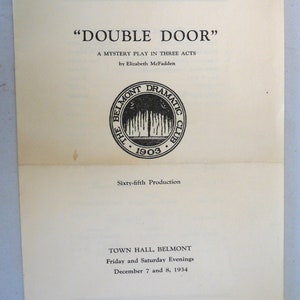 "DOUBLE DOOR"
A MYSTERY PLAY IN THREE ACTS
by Elizabeth McFadden
THE BELMONT DRAMATIC CLUB
1903
Sixty-fifth Production
TOWN HALL, BELMONT
Friday and Saturday Evenings
December 7 and 8, 1934